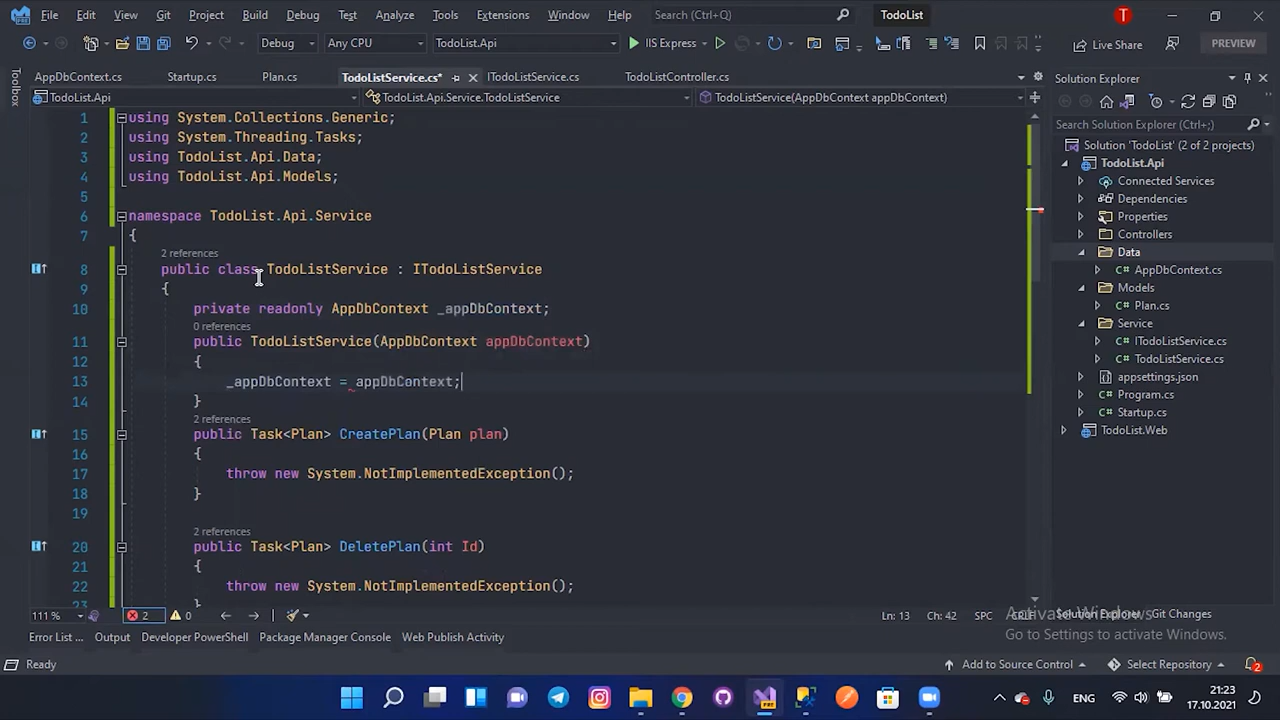 File Edit View Git Project Build Debug Test Analyze Tools Extensions Window Help Search (Ctrl+Q) TodoList T
Debug Any CPU TodoList.Api IIS Express Live Share PREVIEW
Toolbox
AppDbContext.cs Startup.cs Plan.cs TodoListService.cs* ITodoListService.cs TodoListController.cs
TodoList.Api TodoList.Api.Service.TodoListService TodoListService(AppDbContext appDbContext)
1 using System.Collections.Generic;
2 using System.Threading.Tasks;
3 using TodoList.Api.Data;
4 using TodoList.Api.Models;
5
6 namespace TodoList.Api.Service
7 {
2 references
8 public class TodoListService : ITodoListService
9 {
10 private readonly AppDbContext _appDbContext;
0 references
11 public TodoListService(AppDbContext appDbContext)
12 {
13 _appDbContext = appDbContext;
14 }
2 references
15 public Task<Plan> CreatePlan(Plan plan)
16 {
17 throw new System.NotImplementedException();
18 }
19
2 references
20 public Task<Plan> DeletePlan(int Id)
21 {
22 throw new System.NotImplementedException();
23 }
111 % 2 0 Ln: 13 Ch: 42 SPC CRLF
Solution Explorer
Search Solution Explorer (Ctrl+;)
Solution 'TodoList' (2 of 2 projects)
TodoList.Api
Connected Services
Dependencies
Properties
Controllers
Data
AppDbContext.cs
Models
Plan.cs
Service
ITodoListService.cs
TodoListService.cs
appsettings.json
Program.cs
Startup.cs
TodoList.Web
Solution Explorer Git Changes
Activate Windows
Go to Settings to activate Windows.
Error List ... Output Developer PowerShell Package Manager Console Web Publish Activity
Ready Add to Source Control Select Repository 2
PRE ENG 21:23
17.10.2021